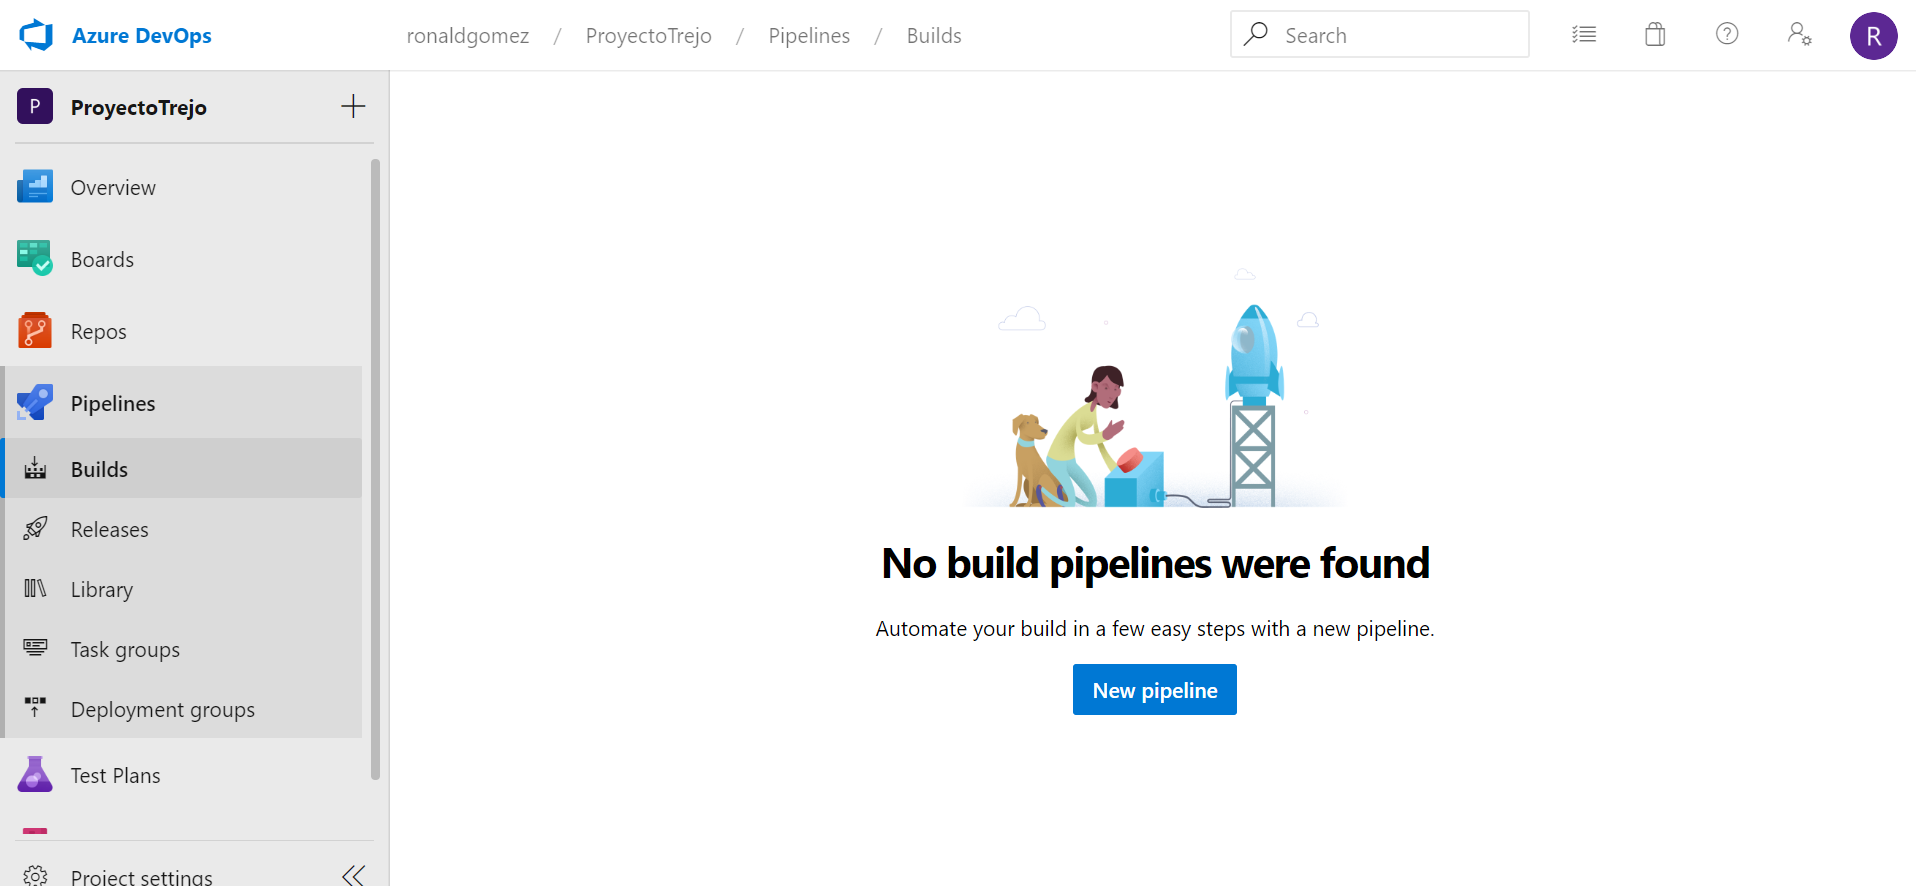 Azure DevOps
ronaldgomez / ProyectoTrejo / Pipelines / Builds
Search
R
P ProyectoTrejo
Overview
Boards
Repos
Pipelines
Builds
Releases
Library
Task groups
Deployment groups
Test Plans
Project settings
No build pipelines were found
Automate your build in a few easy steps with a new pipeline.
New pipeline